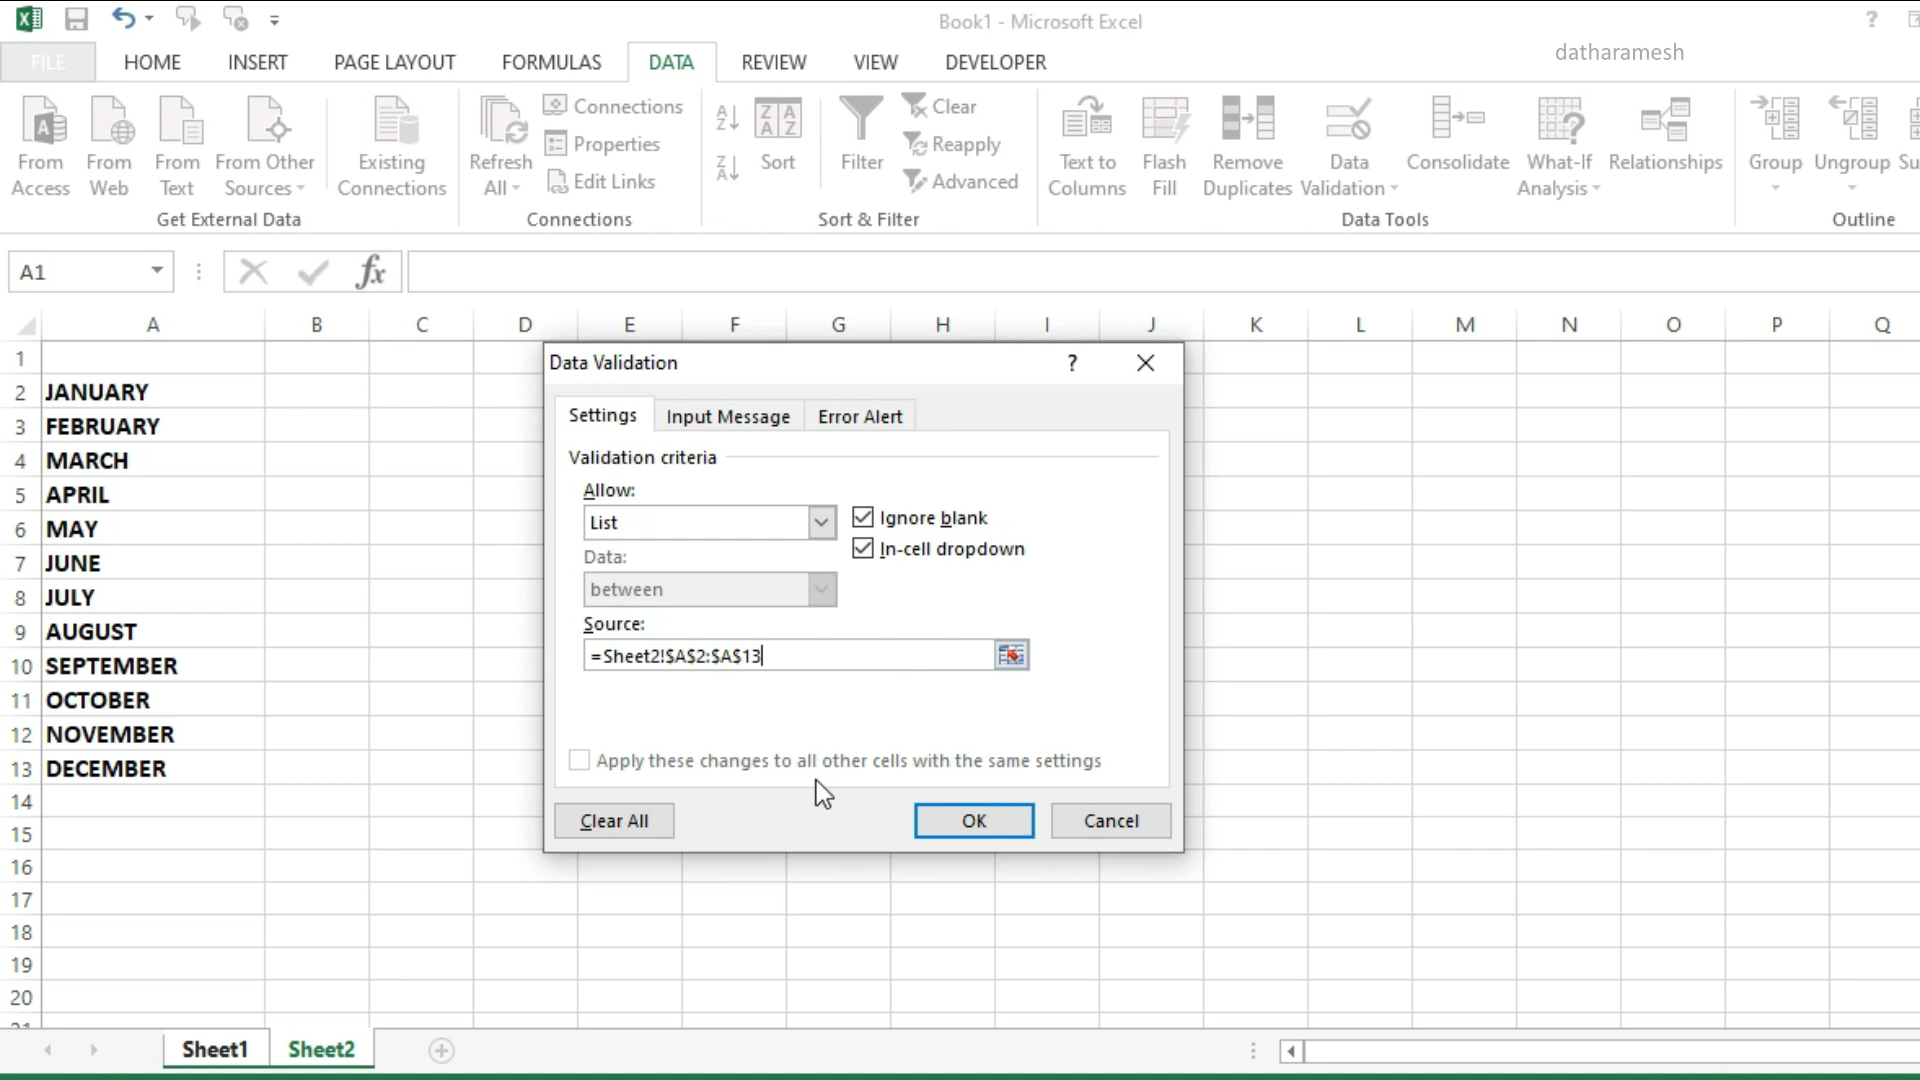 Book1 - Microsoft Excel
?
datharamesh
FILE HOME INSERT PAGE LAYOUT FORMULAS DATA REVIEW VIEW DEVELOPER
From Access
From Web
From Text
From Other Sources
Existing Connections
Get External Data
Refresh All
Connections
Properties
Edit Links
Connections
Sort
Filter
Clear
Reapply
Advanced
Sort & Filter
Text to Columns
Flash Fill
Remove Duplicates
Data Validation
Consolidate
What-If Analysis
Relationships
Data Tools
Group
Ungroup
Su
Outline
A1
fx
A B C D E F G H I J K L M N O P Q
1
2 JANUARY
3 FEBRUARY
4 MARCH
5 APRIL
6 MAY
7 JUNE
8 JULY
9 AUGUST
10 SEPTEMBER
11 OCTOBER
12 NOVEMBER
13 DECEMBER
14
15
16
17
18
19
20
21
Data Validation ?
Settings Input Message Error Alert
Validation criteria
Allow:
List
Ignore blank
In-cell dropdown
Data:
between
Source:
=Sheet2!$A$2:$A$13
Apply these changes to all other cells with the same settings
Clear All OK Cancel
Sheet1 Sheet2